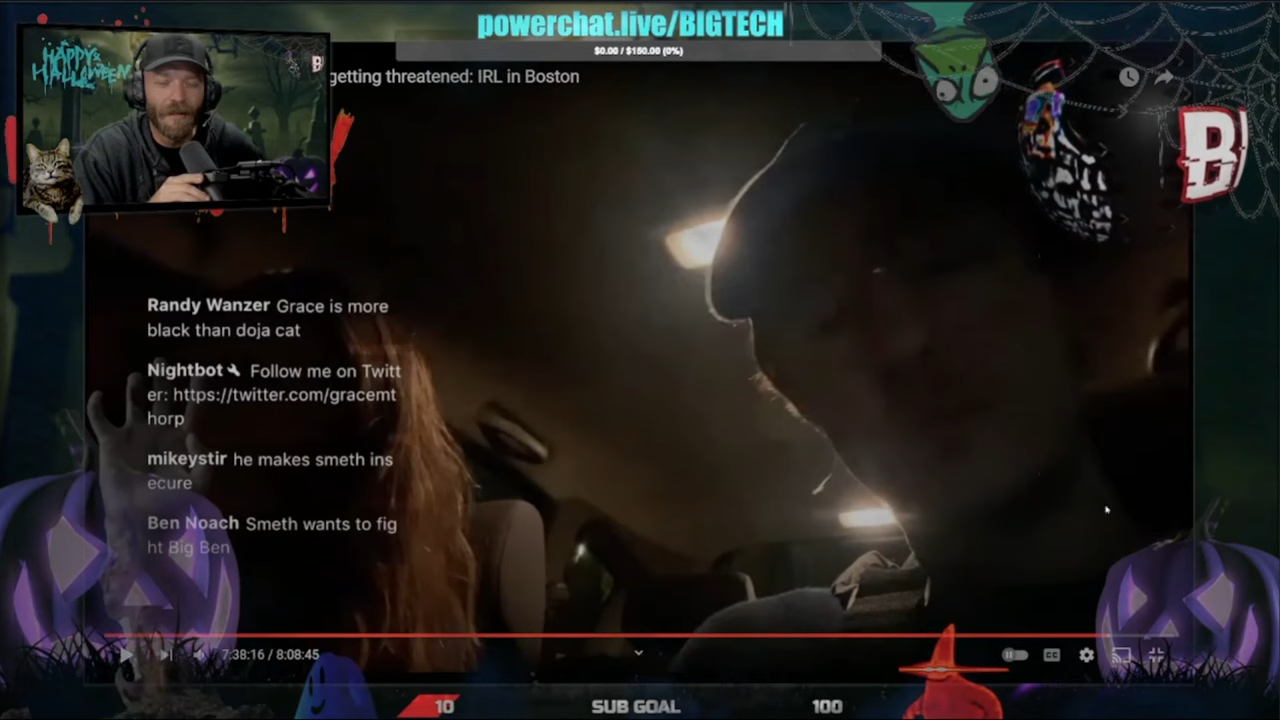 powerchat.live/BIGTECH
$0.00 / $150.00 (0%)
HAPPY
HALLOWEEN
getting threatened: IRL in Boston
B
Randy Wanzer Grace is more
black than doja cat
Nightbot Follow me on Twitt
er: https://twitter.com/gracemt
horp
mikeystir he makes smeth ins
ecure
Ben Noach Smeth wants to fig
ht Big Ben
7:38:16 / 8:08:45
CC
10
SUB GOAL
100